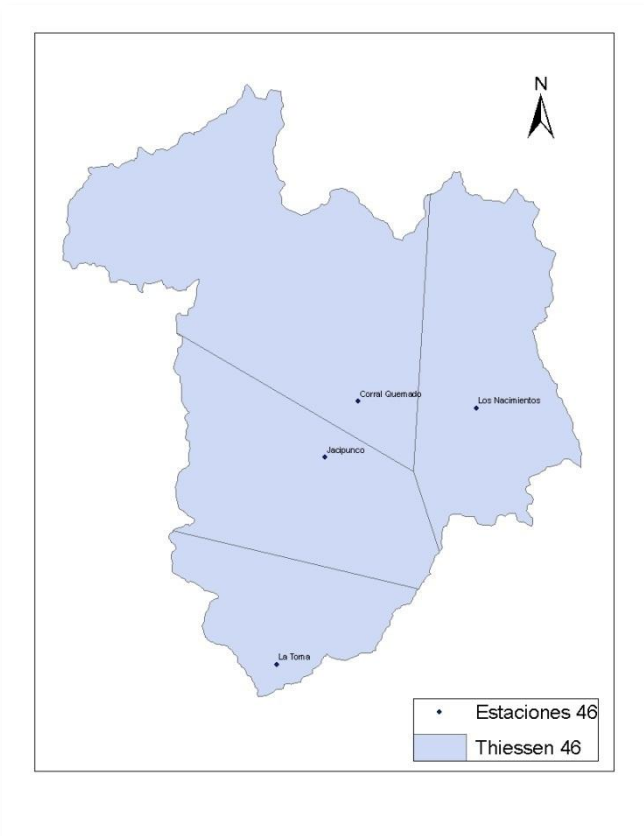 N
Corral Quemado
Los Nacimientos
Jacipunco
La Toma
Estaciones 46
Thiessen 46